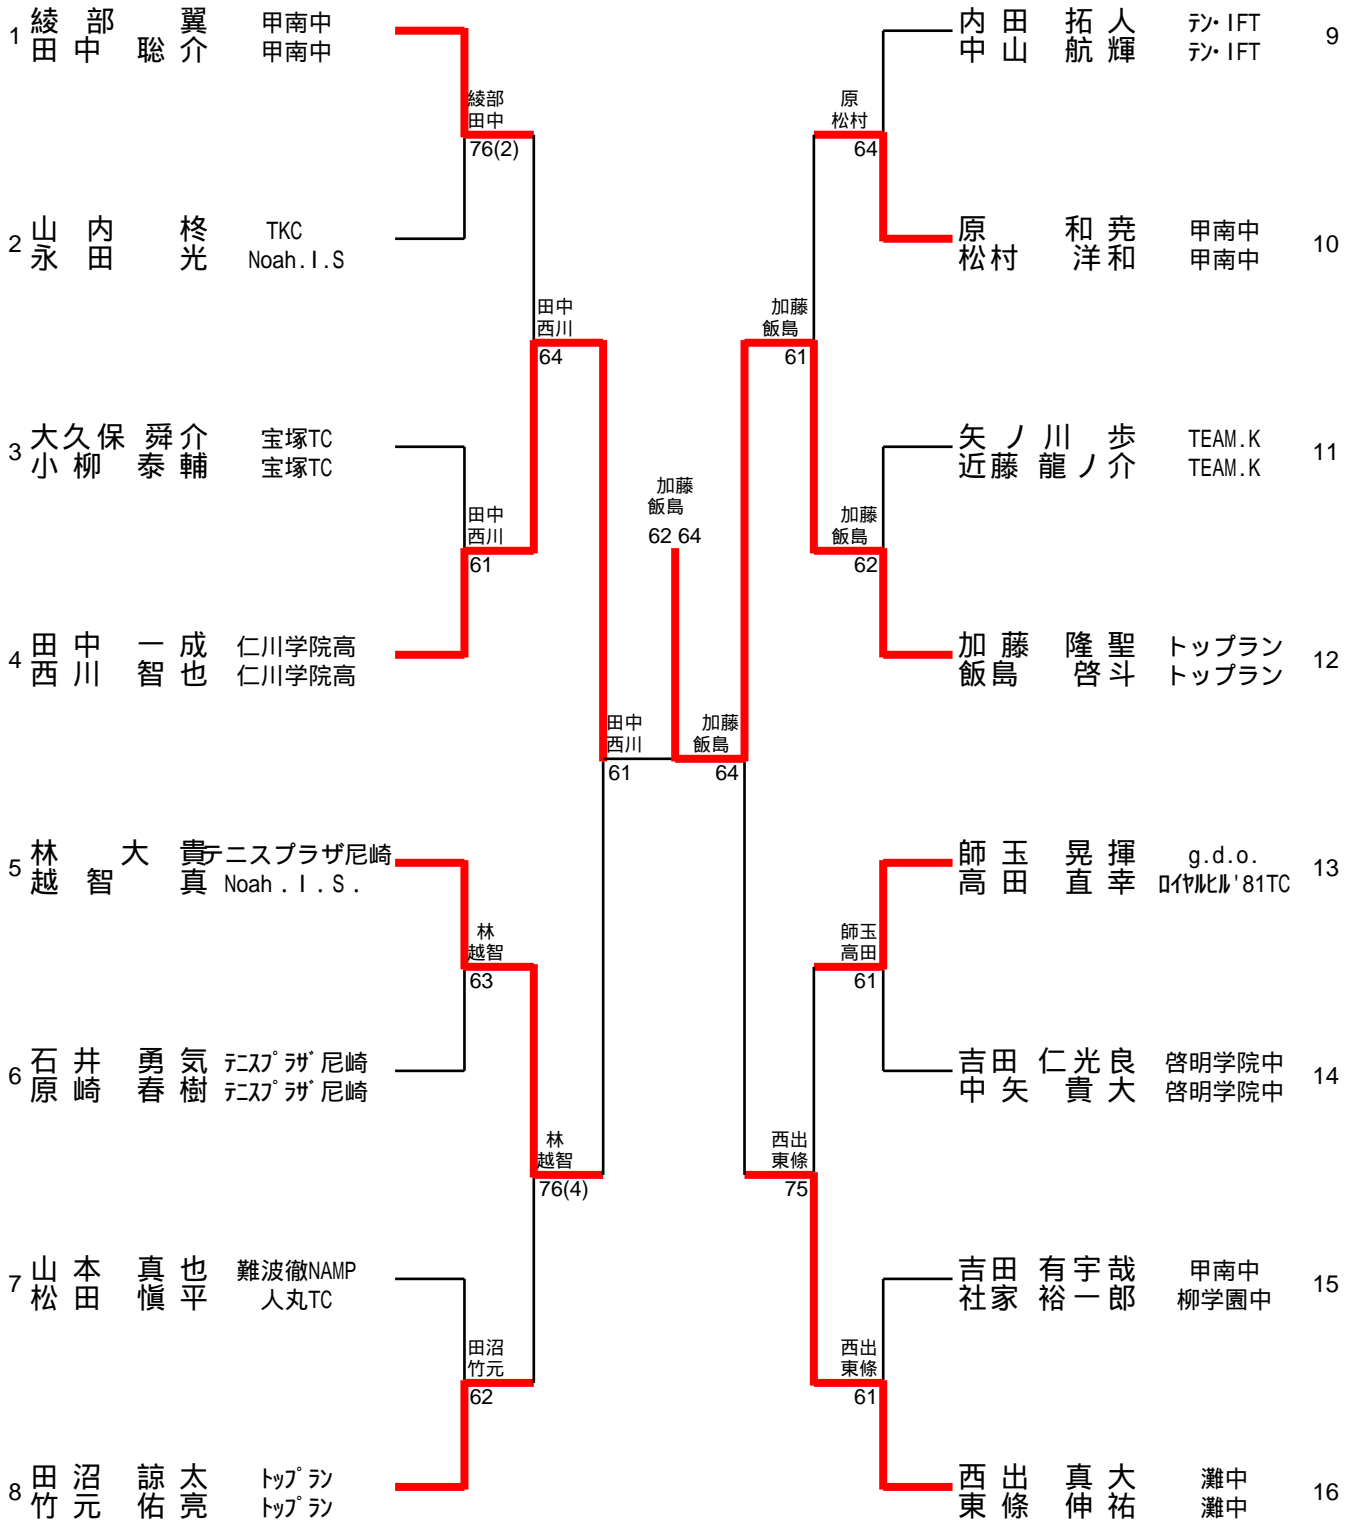 1 綾部 翼 甲南中
田中 聡介 甲南中
綾部
田中
76(2)
2 山内 柊 TKC
永田 光 Noah.I.S
田中
西川
64
3 大久保 舜介 宝塚TC
小柳 泰輔 宝塚TC
田中
西川
61
4 田中 一成 仁川学院高
西川 智也 仁川学院高
田中
西川
61
5 林 大貴 テニスプラザ尼崎
越智 真 Noah.I.S.
林
越智
63
6 石井 勇気 テニスプラザ尼崎
原崎 春樹 テニスプラザ尼崎
林
越智
76(4)
7 山本 真也 難波徹NAMP
松田 愼平 人丸TC
田沼
竹元
62
8 田沼 諒太 トップラン
竹元 佑亮 トップラン
加藤
飯島
62 64
内田 拓人 テン・IFT 9
中山 航輝 テン・IFT
原
松村
64
原 和尭 甲南中 10
松村 洋和 甲南中
加藤
飯島
61
矢ノ川 歩 TEAM.K 11
近藤 龍ノ介 TEAM.K
加藤
飯島
62
加藤 隆聖 トップラン 12
飯島 啓斗 トップラン
加藤
飯島
64
師玉 晃揮 g.d.o. 13
高田 直幸 ロイヤルヒル'81TC
師玉
高田
61
吉田 仁光良 啓明学院中 14
中矢 貴大 啓明学院中
西出
東條
75
吉田 有宇哉 甲南中 15
社家 裕一郎 柳学園中
西出
東條
61
西出 真大 灘中 16
東條 伸祐 灘中